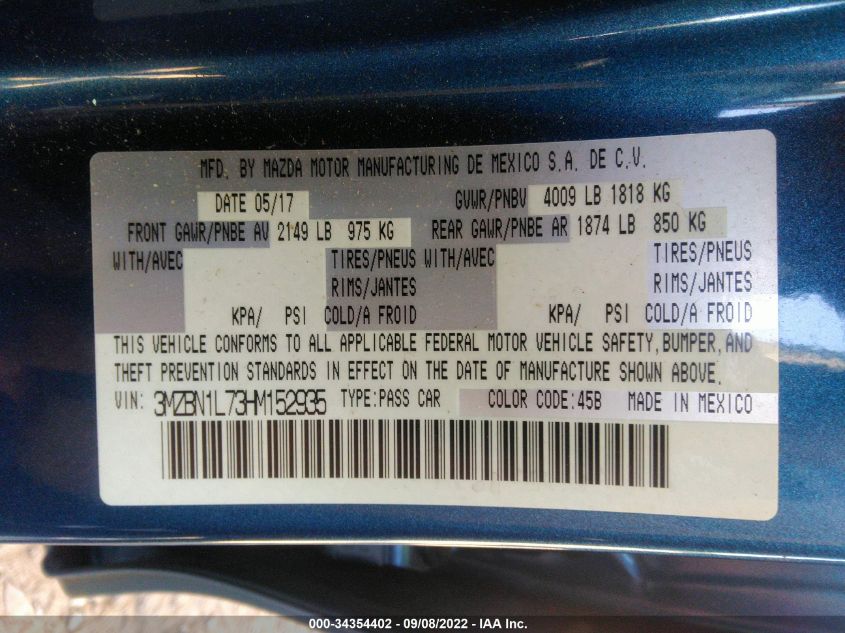 MFD. BY MAZDA MOTOR MANUFACTURING DE MEXICO S.A. DE C.V.
DATE 05/17 GVWR/PNBV 4009 LB 1818 KG
FRONT GAWR/PNBE AV 2149 LB 975 KG REAR GAWR/PNBE AR 1874 LB 850 KG
WITH/AVEC TIRES/PNEUS WITH/AVEC TIRES/PNEUS
RIMS/JANTES RIMS/JANTES
KPA/ PSI COLD/A FROID KPA/ PSI COLD/A FROID
THIS VEHICLE CONFORMS TO ALL APPLICABLE FEDERAL MOTOR VEHICLE SAFETY, BUMPER, AND
THEFT PREVENTION STANDARDS IN EFFECT ON THE DATE OF MANUFACTURE SHOWN ABOVE.
VIN: 3MZBN1L73HM152935 TYPE:PASS CAR COLOR CODE:45B MADE IN MEXICO
000-34354402 - 09/08/2022 - IAA Inc.